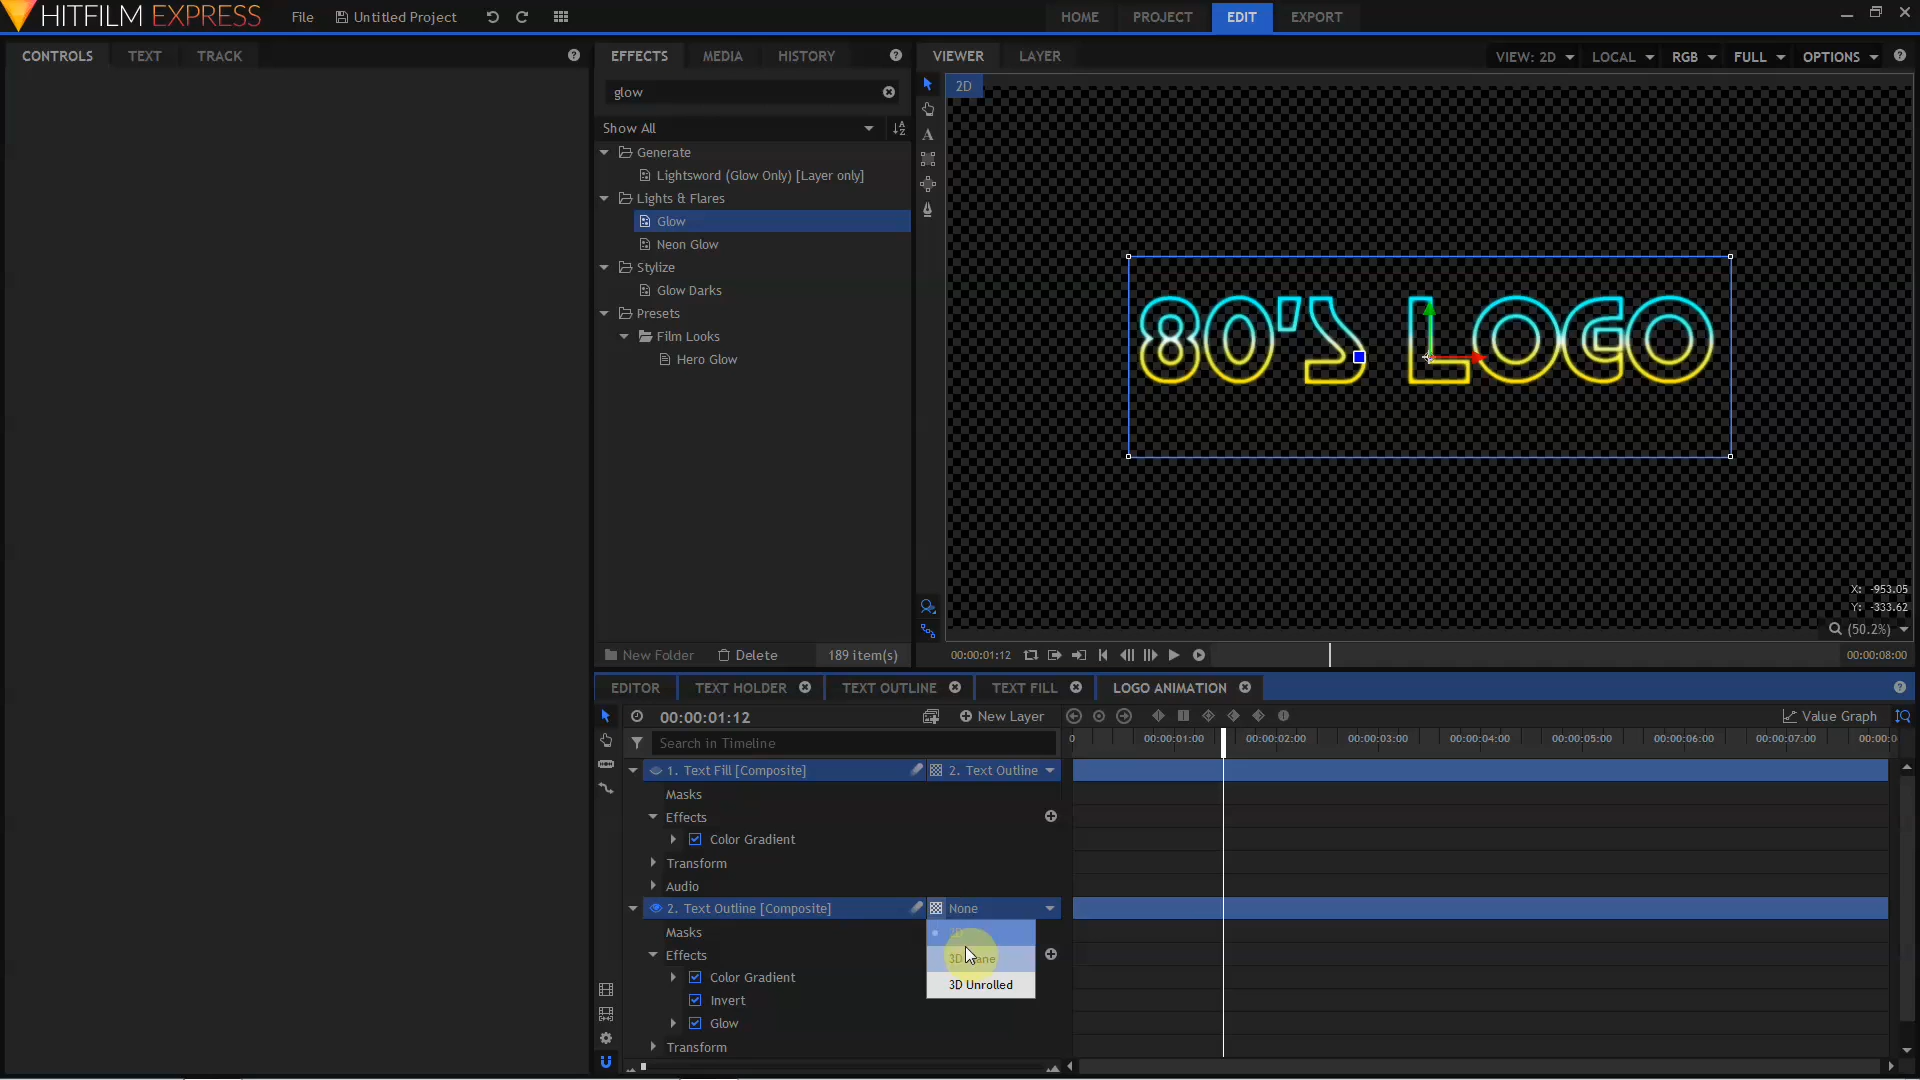 HITFILM EXPRESS File Untitled Project HOME PROJECT EDIT EXPORT
CONTROLS TEXT TRACK
EFFECTS MEDIA HISTORY
VIEWER LAYER VIEW: 2D LOCAL RGB FULL OPTIONS
glow
2D
Show All
Generate
Lightsword (Glow Only) [Layer only]
Lights & Flares
Glow
Neon Glow
Stylize
Glow Darks
Presets
Film Looks
Hero Glow
80'S LOGO
X: -953.05
Y: -333.62
(50.2%)
New Folder Delete 189 item(s)
00:00:01:12 00:00:08:00
EDITOR TEXT HOLDER TEXT OUTLINE TEXT FILL LOGO ANIMATION
00:00:01:12 New Layer Value Graph
Search in Timeline
0 00:00:01:00 00:00:02:00 00:00:03:00 00:00:04:00 00:00:05:00 00:00:06:00 00:00:07:00 00:00:0
1. Text Fill [Composite] 2. Text Outline
Masks
Effects
Color Gradient
Transform
Audio
2. Text Outline [Composite] None
Masks 2D
Effects 3D Plane
Color Gradient 3D Unrolled
Invert
Glow
Transform